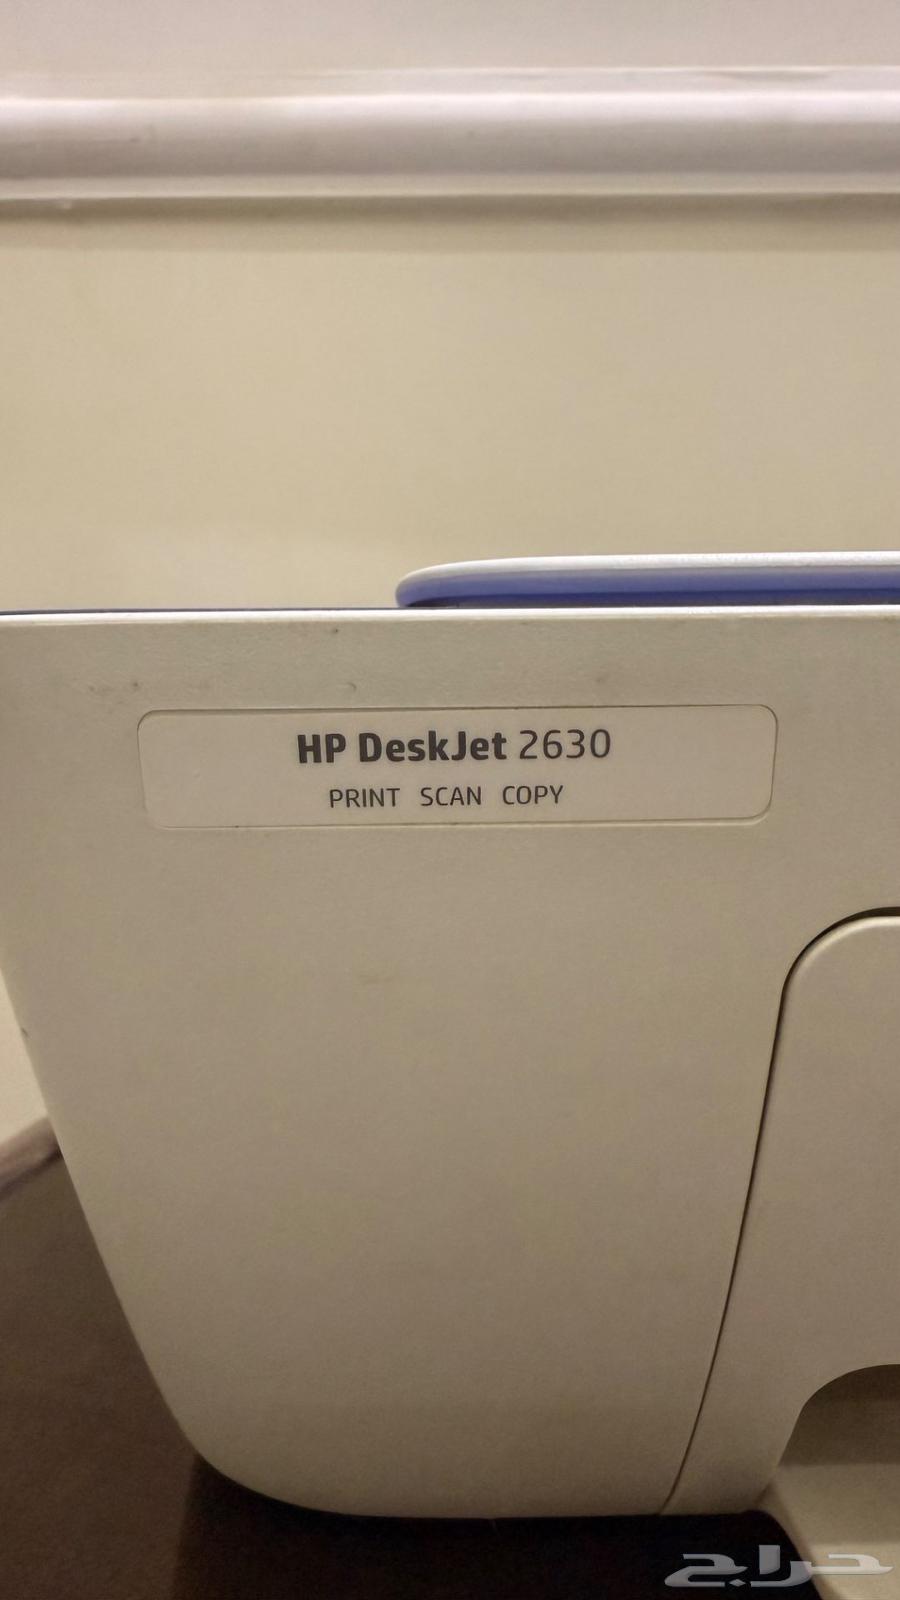 HP DeskJet 2630
PRINT SCAN COPY
حراج